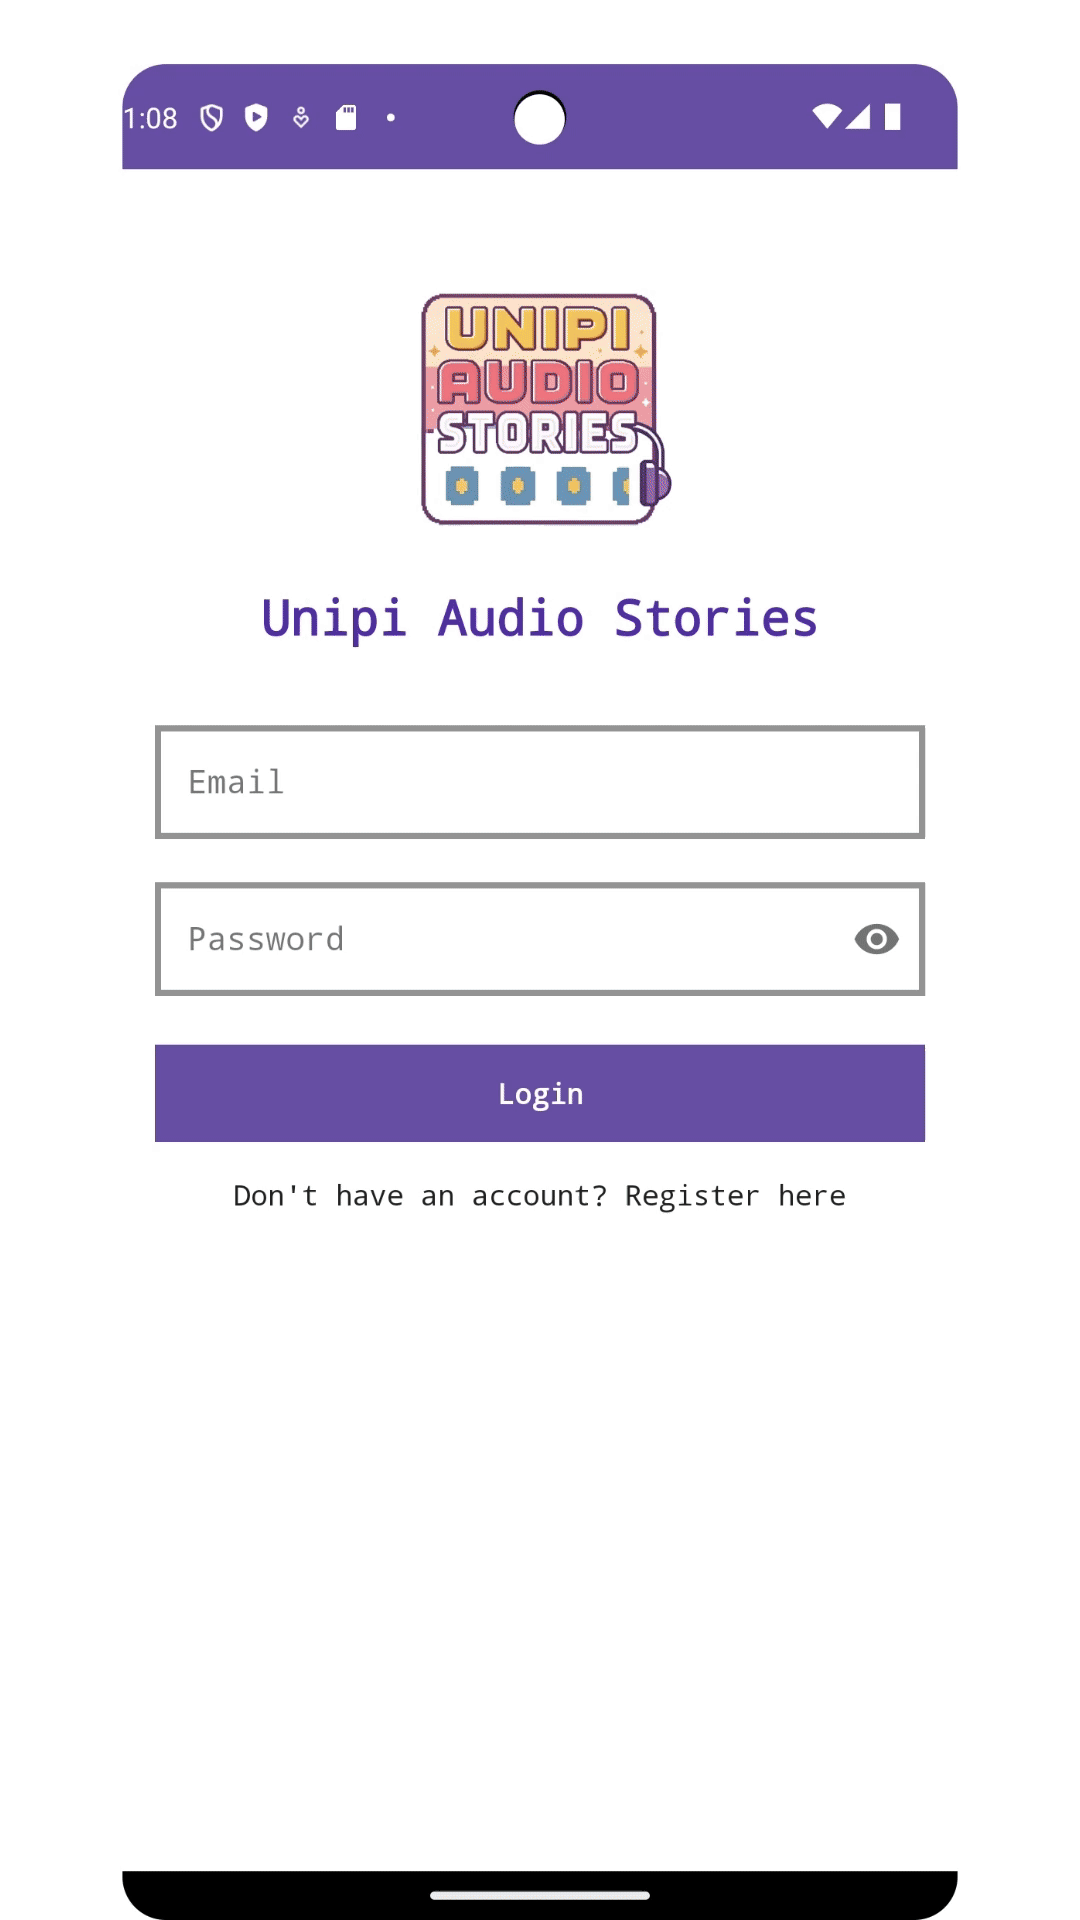 1:08
UNIPI
AUDIO
STORIES
Unipi Audio Stories
Email
Password
Login
Don't have an account? Register here